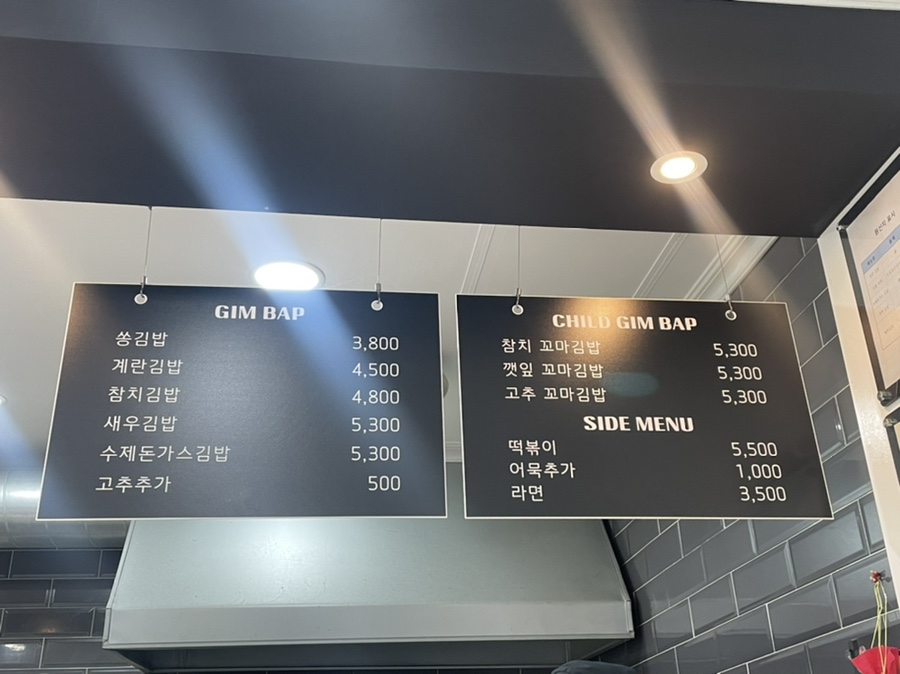 GIM BAP
쏭김밥 3,800
계란김밥 4,500
참치김밥 4,800
새우김밥 5,300
수제돈가스김밥 5,300
고추추가 500
CHILD GIM BAP
참치 꼬마김밥 5,300
깻잎 꼬마김밥 5,300
고추 꼬마김밥 5,300
SIDE MENU
떡볶이 5,500
어묵추가 1,000
라면 3,500